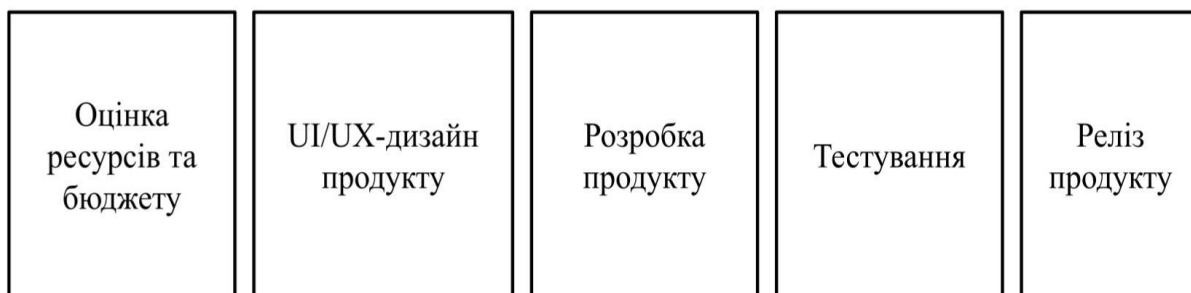 Оцінка
ресурсів та
бюджету
UI/UX-дизайн
продукту
Розробка
продукту
Тестування
Реліз
продукту